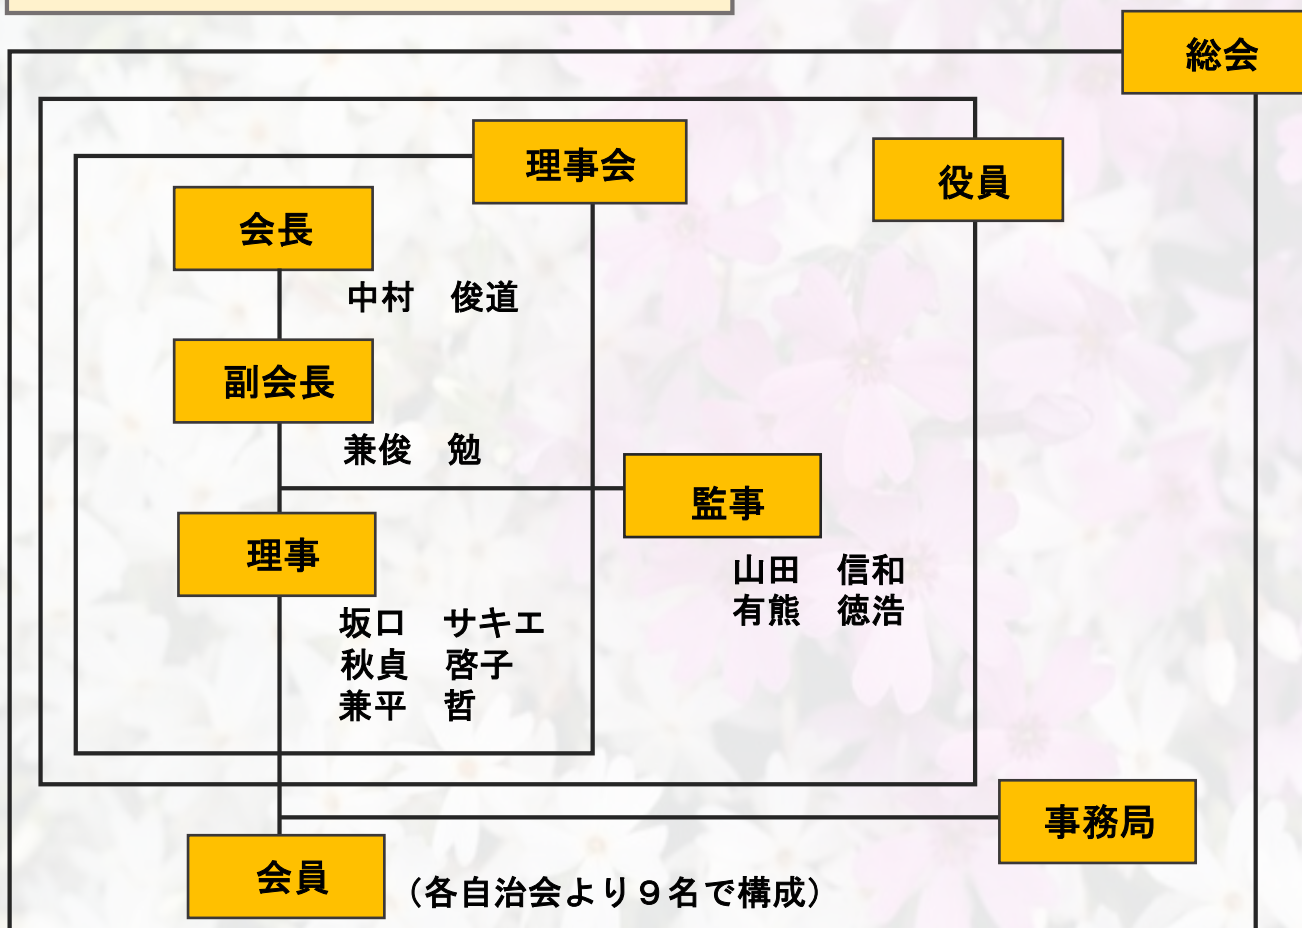 総会
理事会
役員
会長
中村　俊道
副会長
兼俊　勉
監事
山田　信和
有熊　徳浩
理事
坂口　サキエ
秋貞　啓子
兼平　哲
事務局
会員
（各自治会より９名で構成）